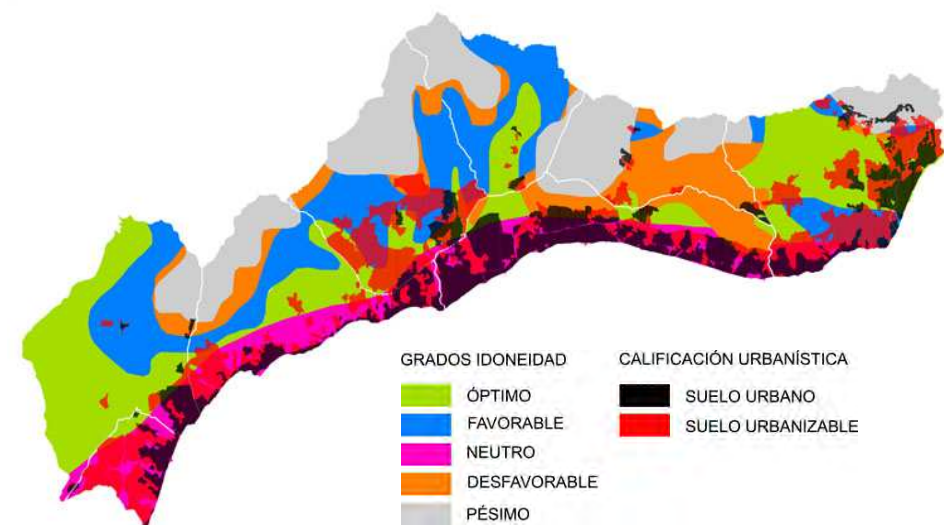 GRADOS IDONEIDAD
ÓPTIMO
FAVORABLE
NEUTRO
DESFAVORABLE
PÉSIMO
CALIFICACIÓN URBANÍSTICA
SUELO URBANO
SUELO URBANIZABLE